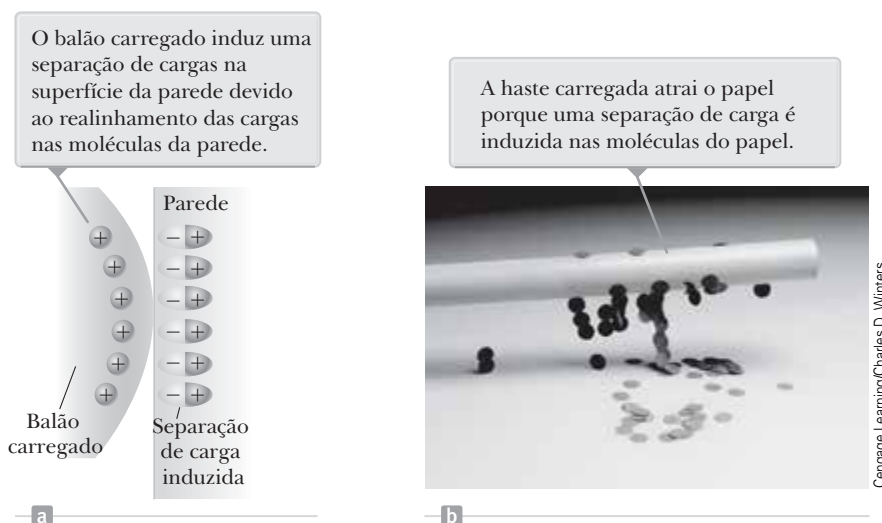 O balão carregado induz uma
separação de cargas na
superfície da parede devido
ao realinhamento das cargas
nas moléculas da parede.
Parede
+
+
+
+
+
+
− +
− +
− +
− +
− +
− +
Balão
carregado
Separação
de carga
induzida
a
A haste carregada atrai o papel
porque uma separação de carga é
induzida nas moléculas do papel.
Cengage Learning/Charles D. Winters
b